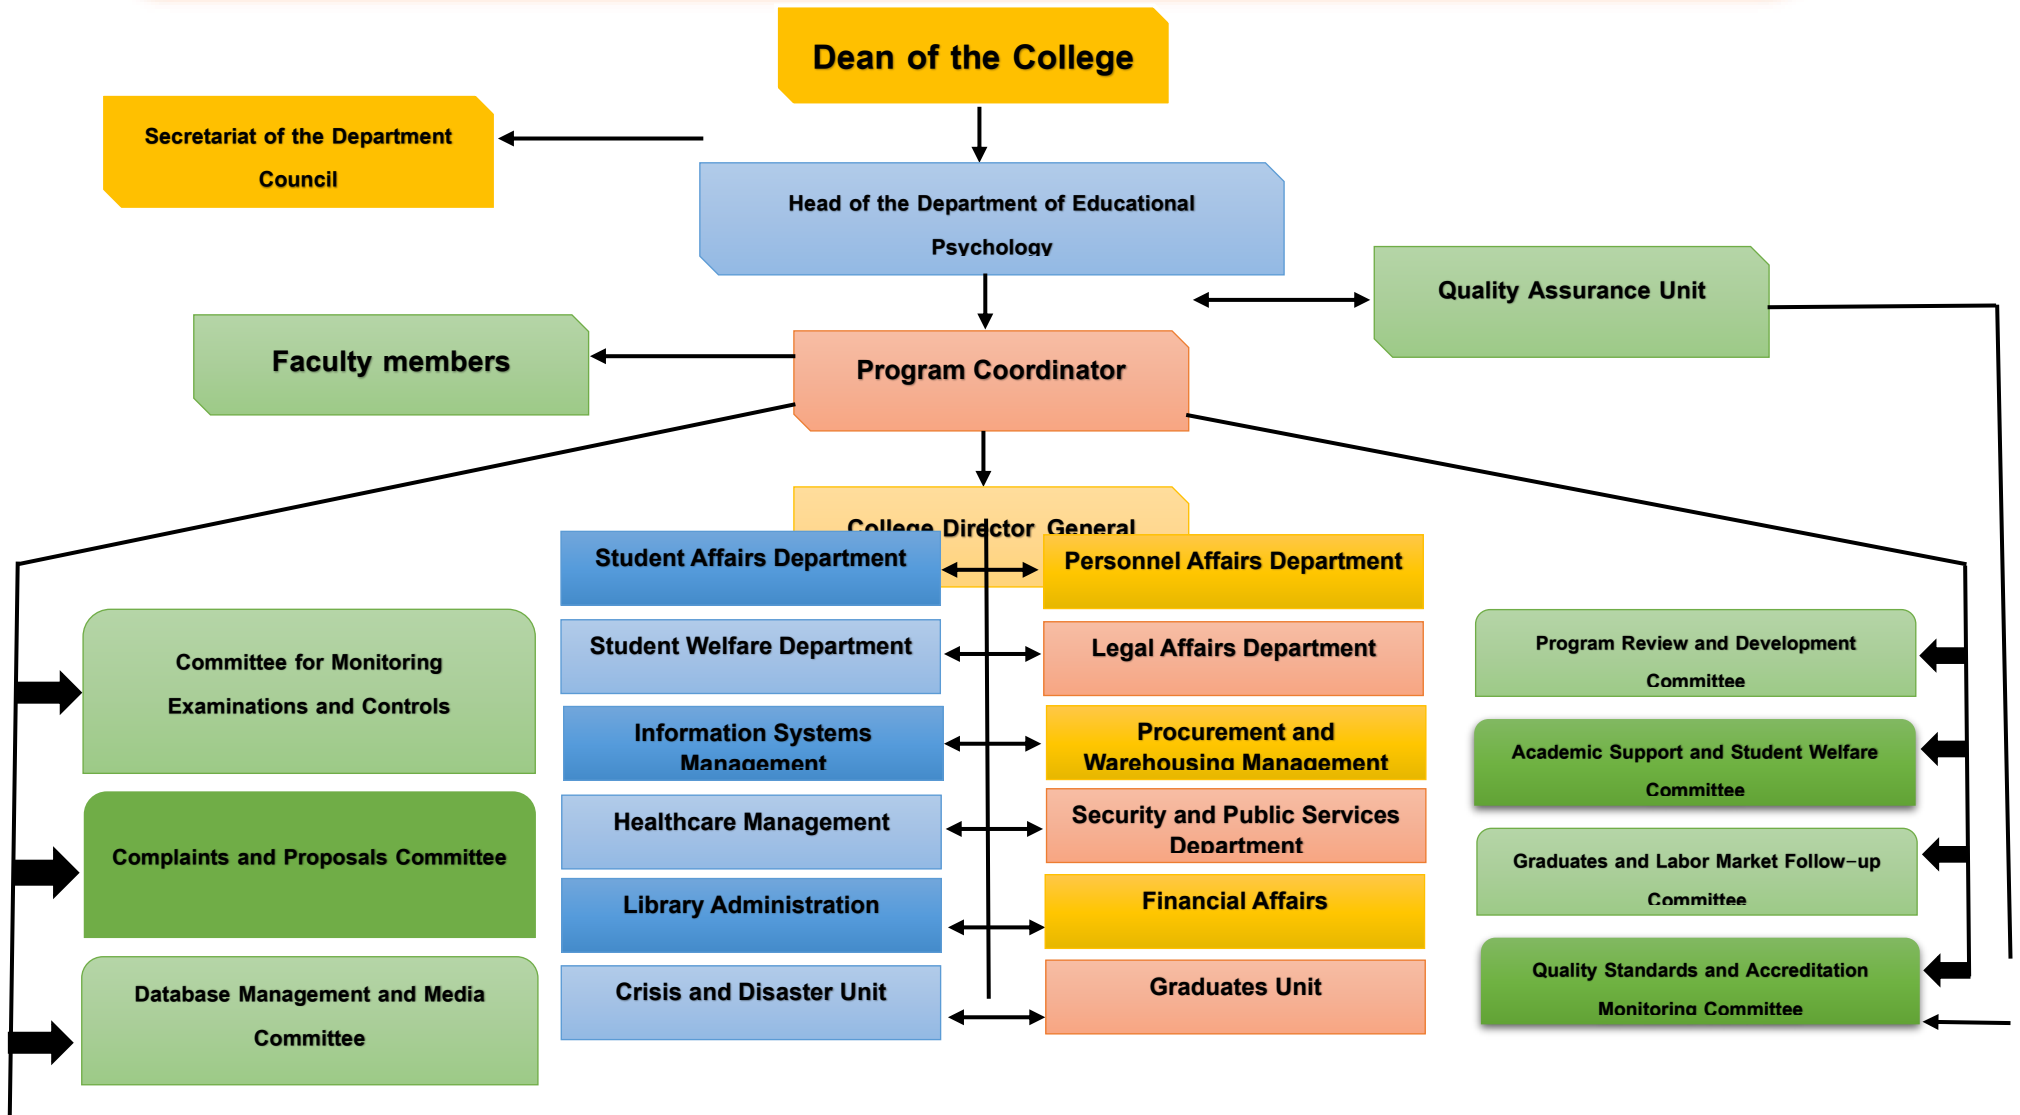 Dean of the College
Secretariat of the Department
Council
Head of the Department of Educational
Psychology
Quality Assurance Unit
Faculty members
Program Coordinator
College Director General
Student Affairs Department
Personnel Affairs Department
Student Welfare Department
Legal Affairs Department
Information Systems
Management
Procurement and
Warehousing Management
Healthcare Management
Security and Public Services
Department
Library Administration
Financial Affairs
Crisis and Disaster Unit
Graduates Unit
Committee for Monitoring
Examinations and Controls
Complaints and Proposals Committee
Database Management and Media
Committee
Program Review and Development
Committee
Academic Support and Student Welfare
Committee
Graduates and Labor Market Follow-up
Committee
Quality Standards and Accreditation
Monitoring Committee